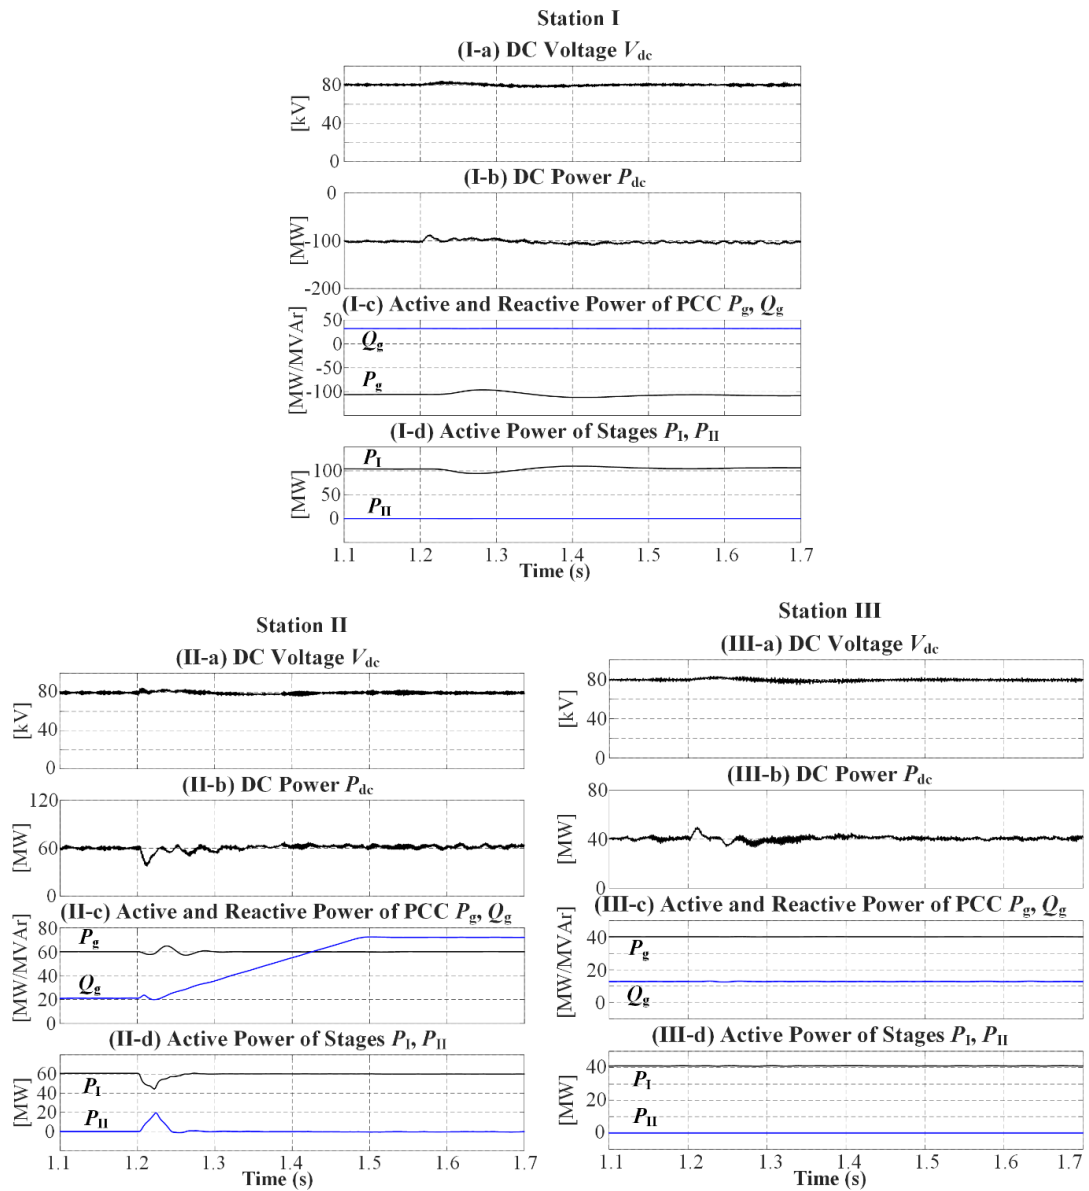 Station I
(I-a) DC Voltage Vdc
[kV]
80
40
0
(I-b) DC Power Pdc
[MW]
0
-100
-200
(I-c) Active and Reactive Power of PCC Pg, Qg
[MW/MVAr]
50
0
-50
-100
Qg
Pg
(I-d) Active Power of Stages PI, PII
[MW]
100
50
0
PI
PII
1.1 1.2 1.3 1.4 1.5 1.6 1.7
Time (s)
Station II
(II-a) DC Voltage Vdc
[kV]
80
40
0
(II-b) DC Power Pdc
[MW]
120
60
0
(II-c) Active and Reactive Power of PCC Pg, Qg
[MW/MVAr]
80
60
40
20
0
Pg
Qg
(II-d) Active Power of Stages PI, PII
[MW]
60
40
20
0
PI
PII
1.1 1.2 1.3 1.4 1.5 1.6 1.7
Time (s)
Station III
(III-a) DC Voltage Vdc
[kV]
80
40
0
(III-b) DC Power Pdc
[MW]
80
40
0
(III-c) Active and Reactive Power of PCC Pg, Qg
[MW/MVAr]
40
20
0
Pg
Qg
(III-d) Active Power of Stages PI, PII
[MW]
40
20
0
PI
PII
1.1 1.2 1.3 1.4 1.5 1.6 1.7
Time (s)